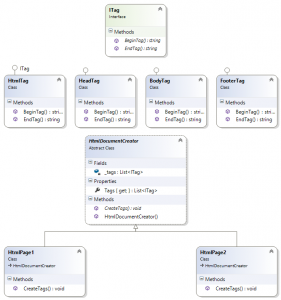 ITag
Interface
Methods
BeginTag() : string
EndTag() : string
ITag
HtmlTag
Class
Methods
BeginTag() : stri...
EndTag() : string
HeadTag
Class
Methods
BeginTag() : stri...
EndTag() : string
BodyTag
Class
Methods
BeginTag() : stri...
EndTag() : string
FooterTag
Class
Methods
BeginTag() : stri...
EndTag() : string
HtmlDocumentCreator
Abstract Class
Fields
_tags : List<ITag>
Properties
Tags { get; } : List<ITag>
Methods
CreateTags() : void
HtmlDocumentCreator()
HtmlPage1
Class
HtmlDocumentCreator
Methods
CreateTags() : void
HtmlPage2
Class
HtmlDocumentCreator
Methods
CreateTags() : void